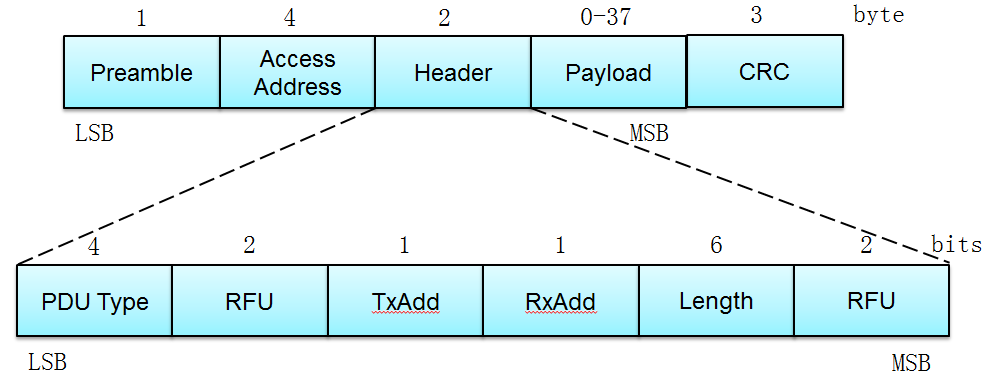 1 4 2 0-37 3 byte
Preamble Access Address Header Payload CRC
LSB MSB
4 2 1 1 6 2 bits
PDU Type RFU TxAdd RxAdd Length RFU
LSB MSB